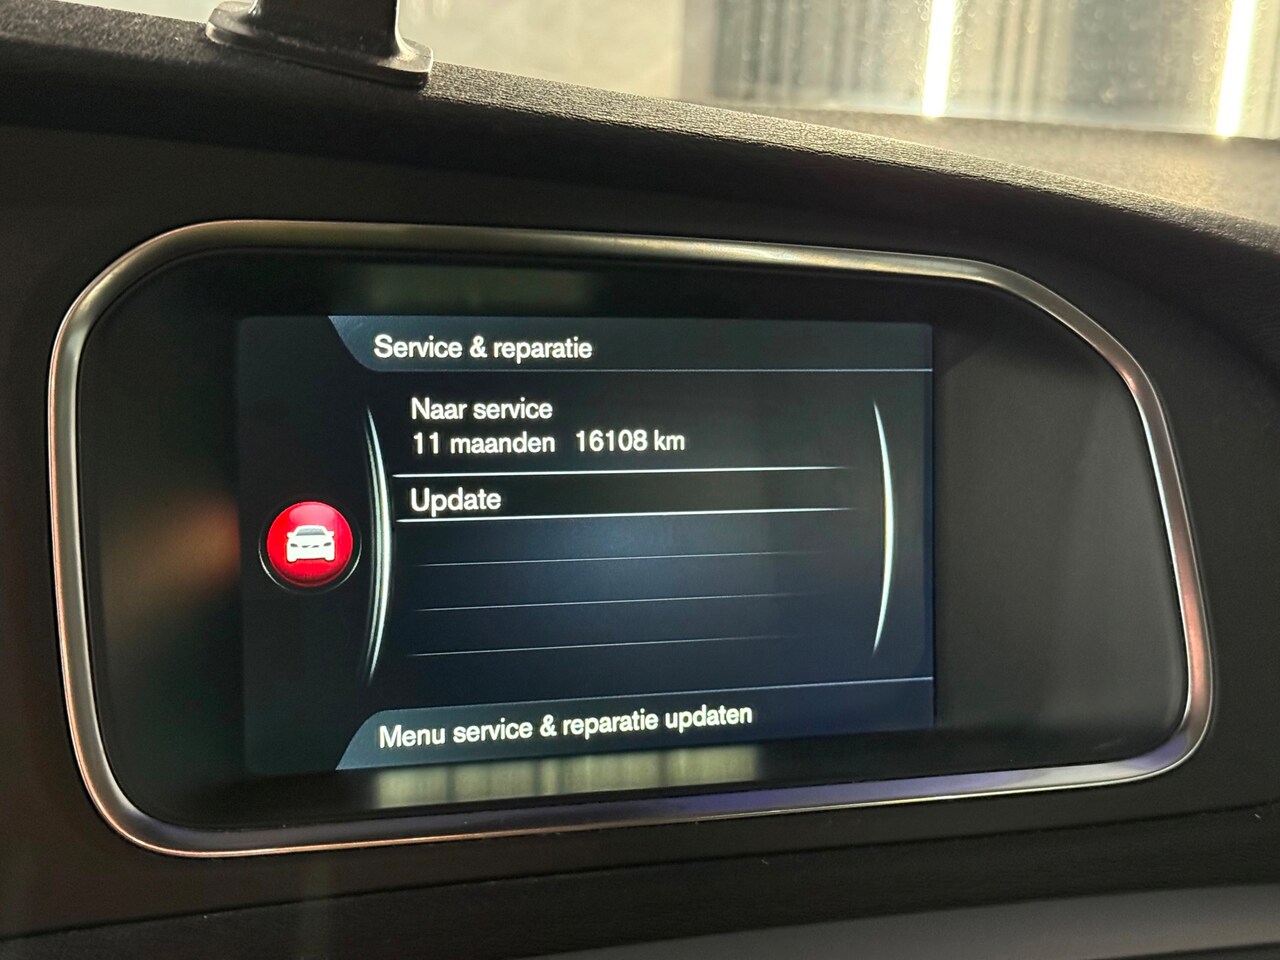 Service & reparatie
Naar service
11 maanden 16108 km
Update
Menu service & reparatie updaten